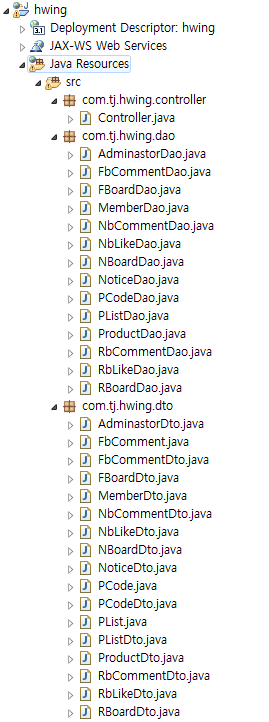 hwing
Deployment Descriptor: hwing
JAX-WS Web Services
Java Resources
src
com.tj.hwing.controller
Controller.java
com.tj.hwing.dao
AdminastorDao.java
FbCommentDao.java
FBoardDao.java
MemberDao.java
NbCommentDao.java
NbLikeDao.java
NBoardDao.java
NoticeDao.java
PCodeDao.java
PListDao.java
ProductDao.java
RbCommentDao.java
RbLikeDao.java
RBoardDao.java
com.tj.hwing.dto
AdminastorDto.java
FbComment.java
FbCommentDto.java
FBoardDto.java
MemberDto.java
NbCommentDto.java
NbLikeDto.java
NBoardDto.java
NoticeDto.java
PCode.java
PCodeDto.java
PList.java
PListDto.java
ProductDto.java
RbCommentDto.java
RbLikeDto.java
RBoardDto.java